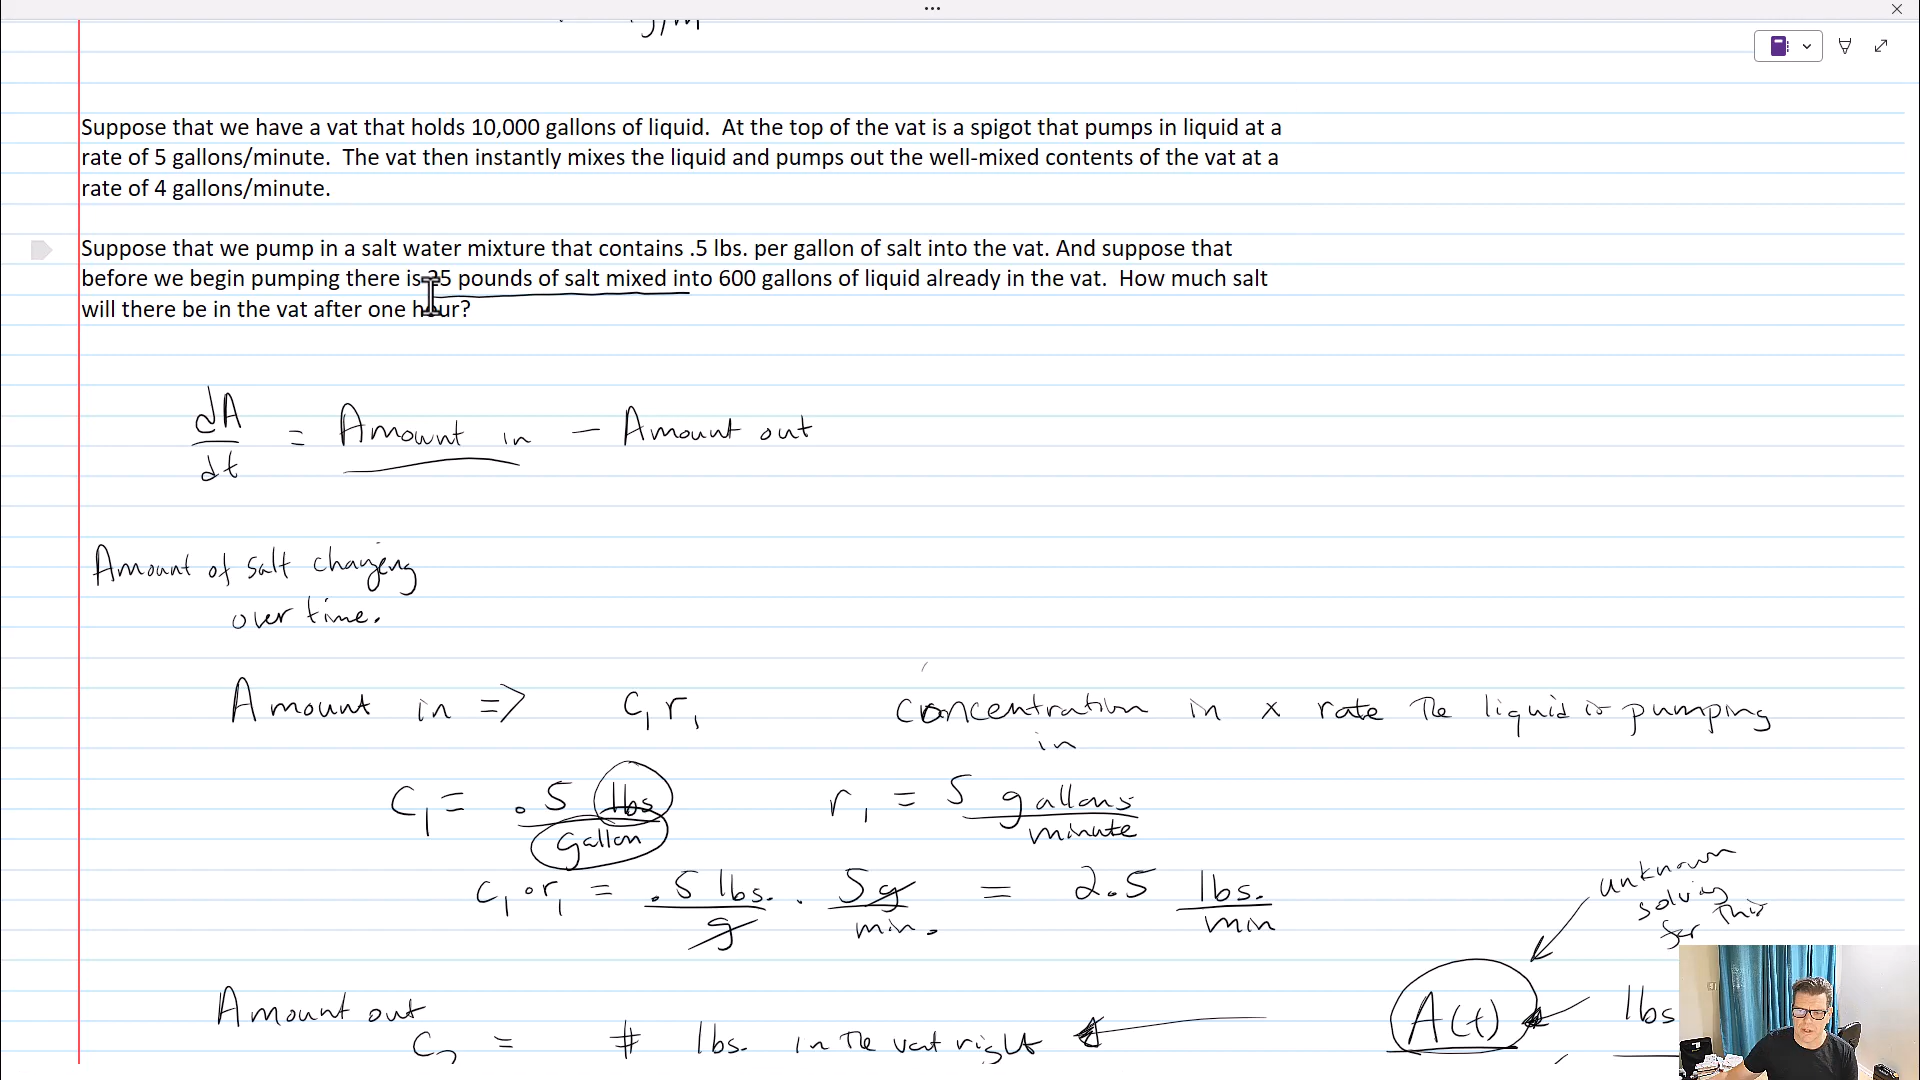 g/m
Suppose that we have a vat that holds 10,000 gallons of liquid.  At the top of the vat is a spigot that pumps in liquid at a
rate of 5 gallons/minute.  The vat then instantly mixes the liquid and pumps out the well-mixed contents of the vat at a
rate of 4 gallons/minute.
Suppose that we pump in a salt water mixture that contains .5 lbs. per gallon of salt into the vat. And suppose that
before we begin pumping there is 35 pounds of salt mixed into 600 gallons of liquid already in the vat.  How much salt
will there be in the vat after one hour?
dA/dt = Amount in - Amount out
Amount of salt changing
over time.
Amount in => C₁ r₁ concentration in x rate the liquid is pumping
in
C₁ = .5 lbs/gallon r₁ = 5 gallons/minute
C₁ · r₁ = .5 lbs./g · 5g/min. = 2.5 lbs./min
unknown
solving
for this
Amount out
C₂ = # lbs. in the vat right A(t) lbs